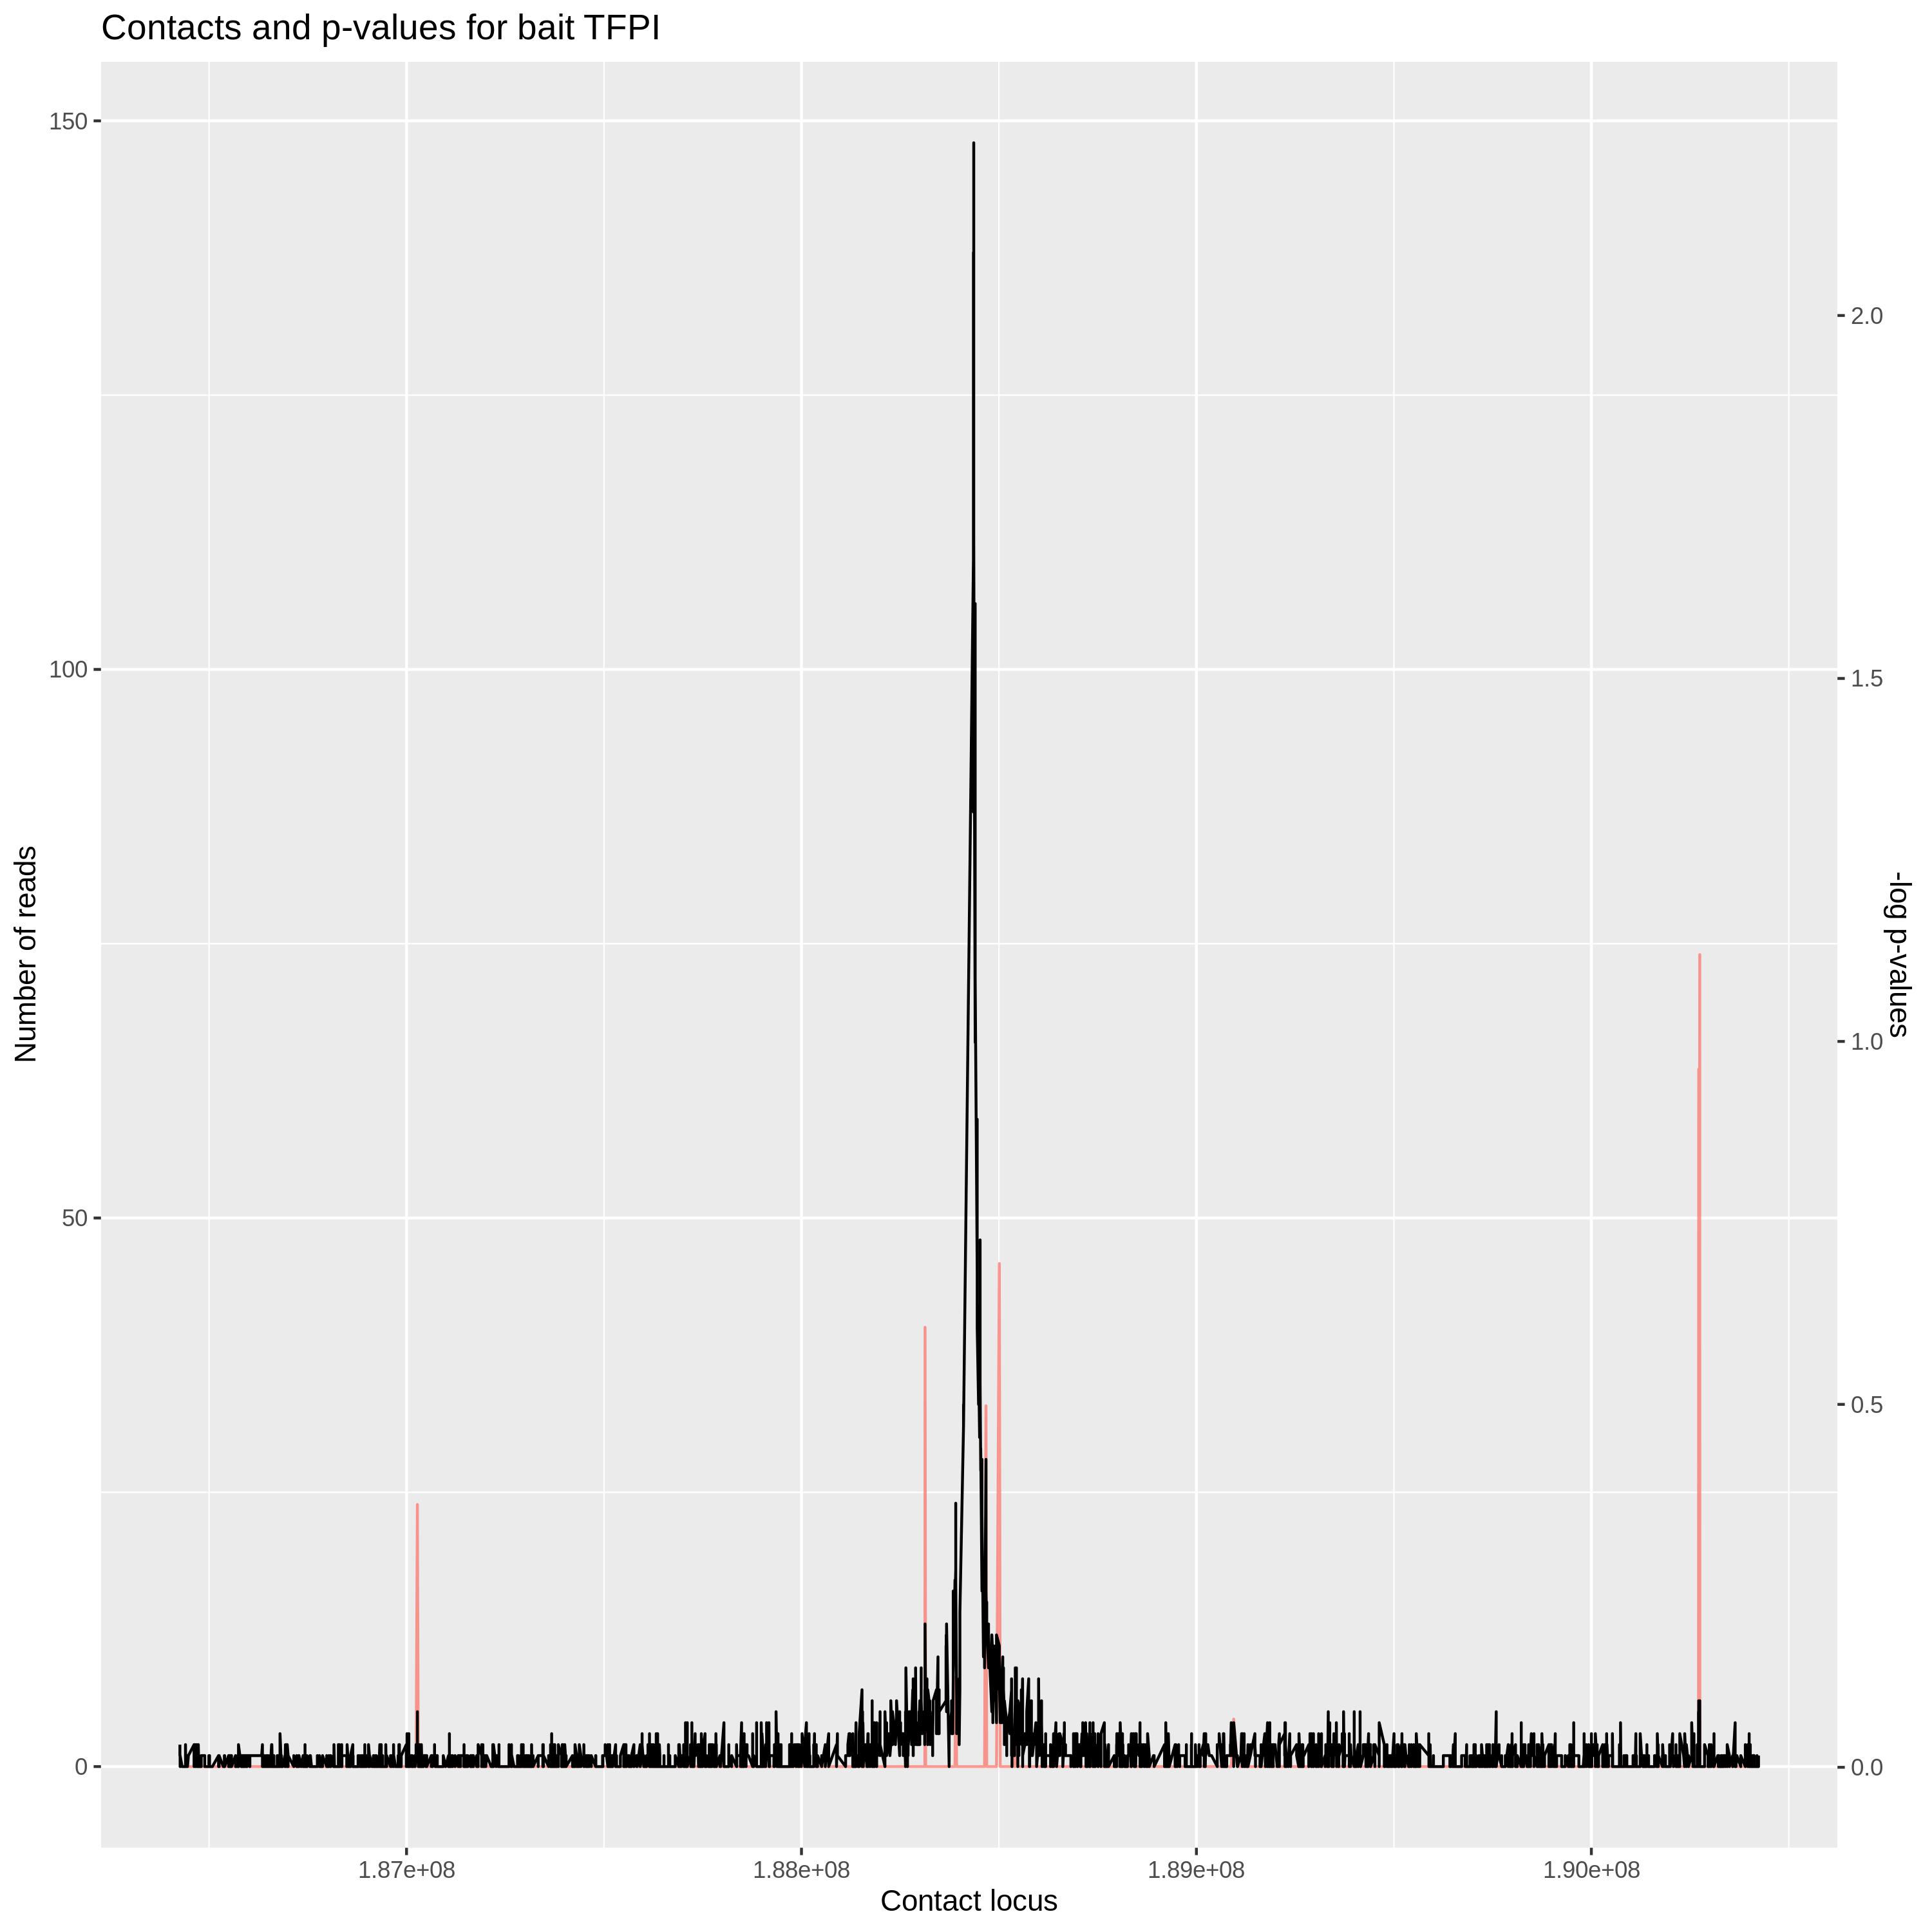 Contacts and p-values for bait TFPI
150
100
50
0
Number of reads
2.0
1.5
1.0
0.5
0.0
-log p-values
1.87e+08
1.88e+08
1.89e+08
1.90e+08
Contact locus